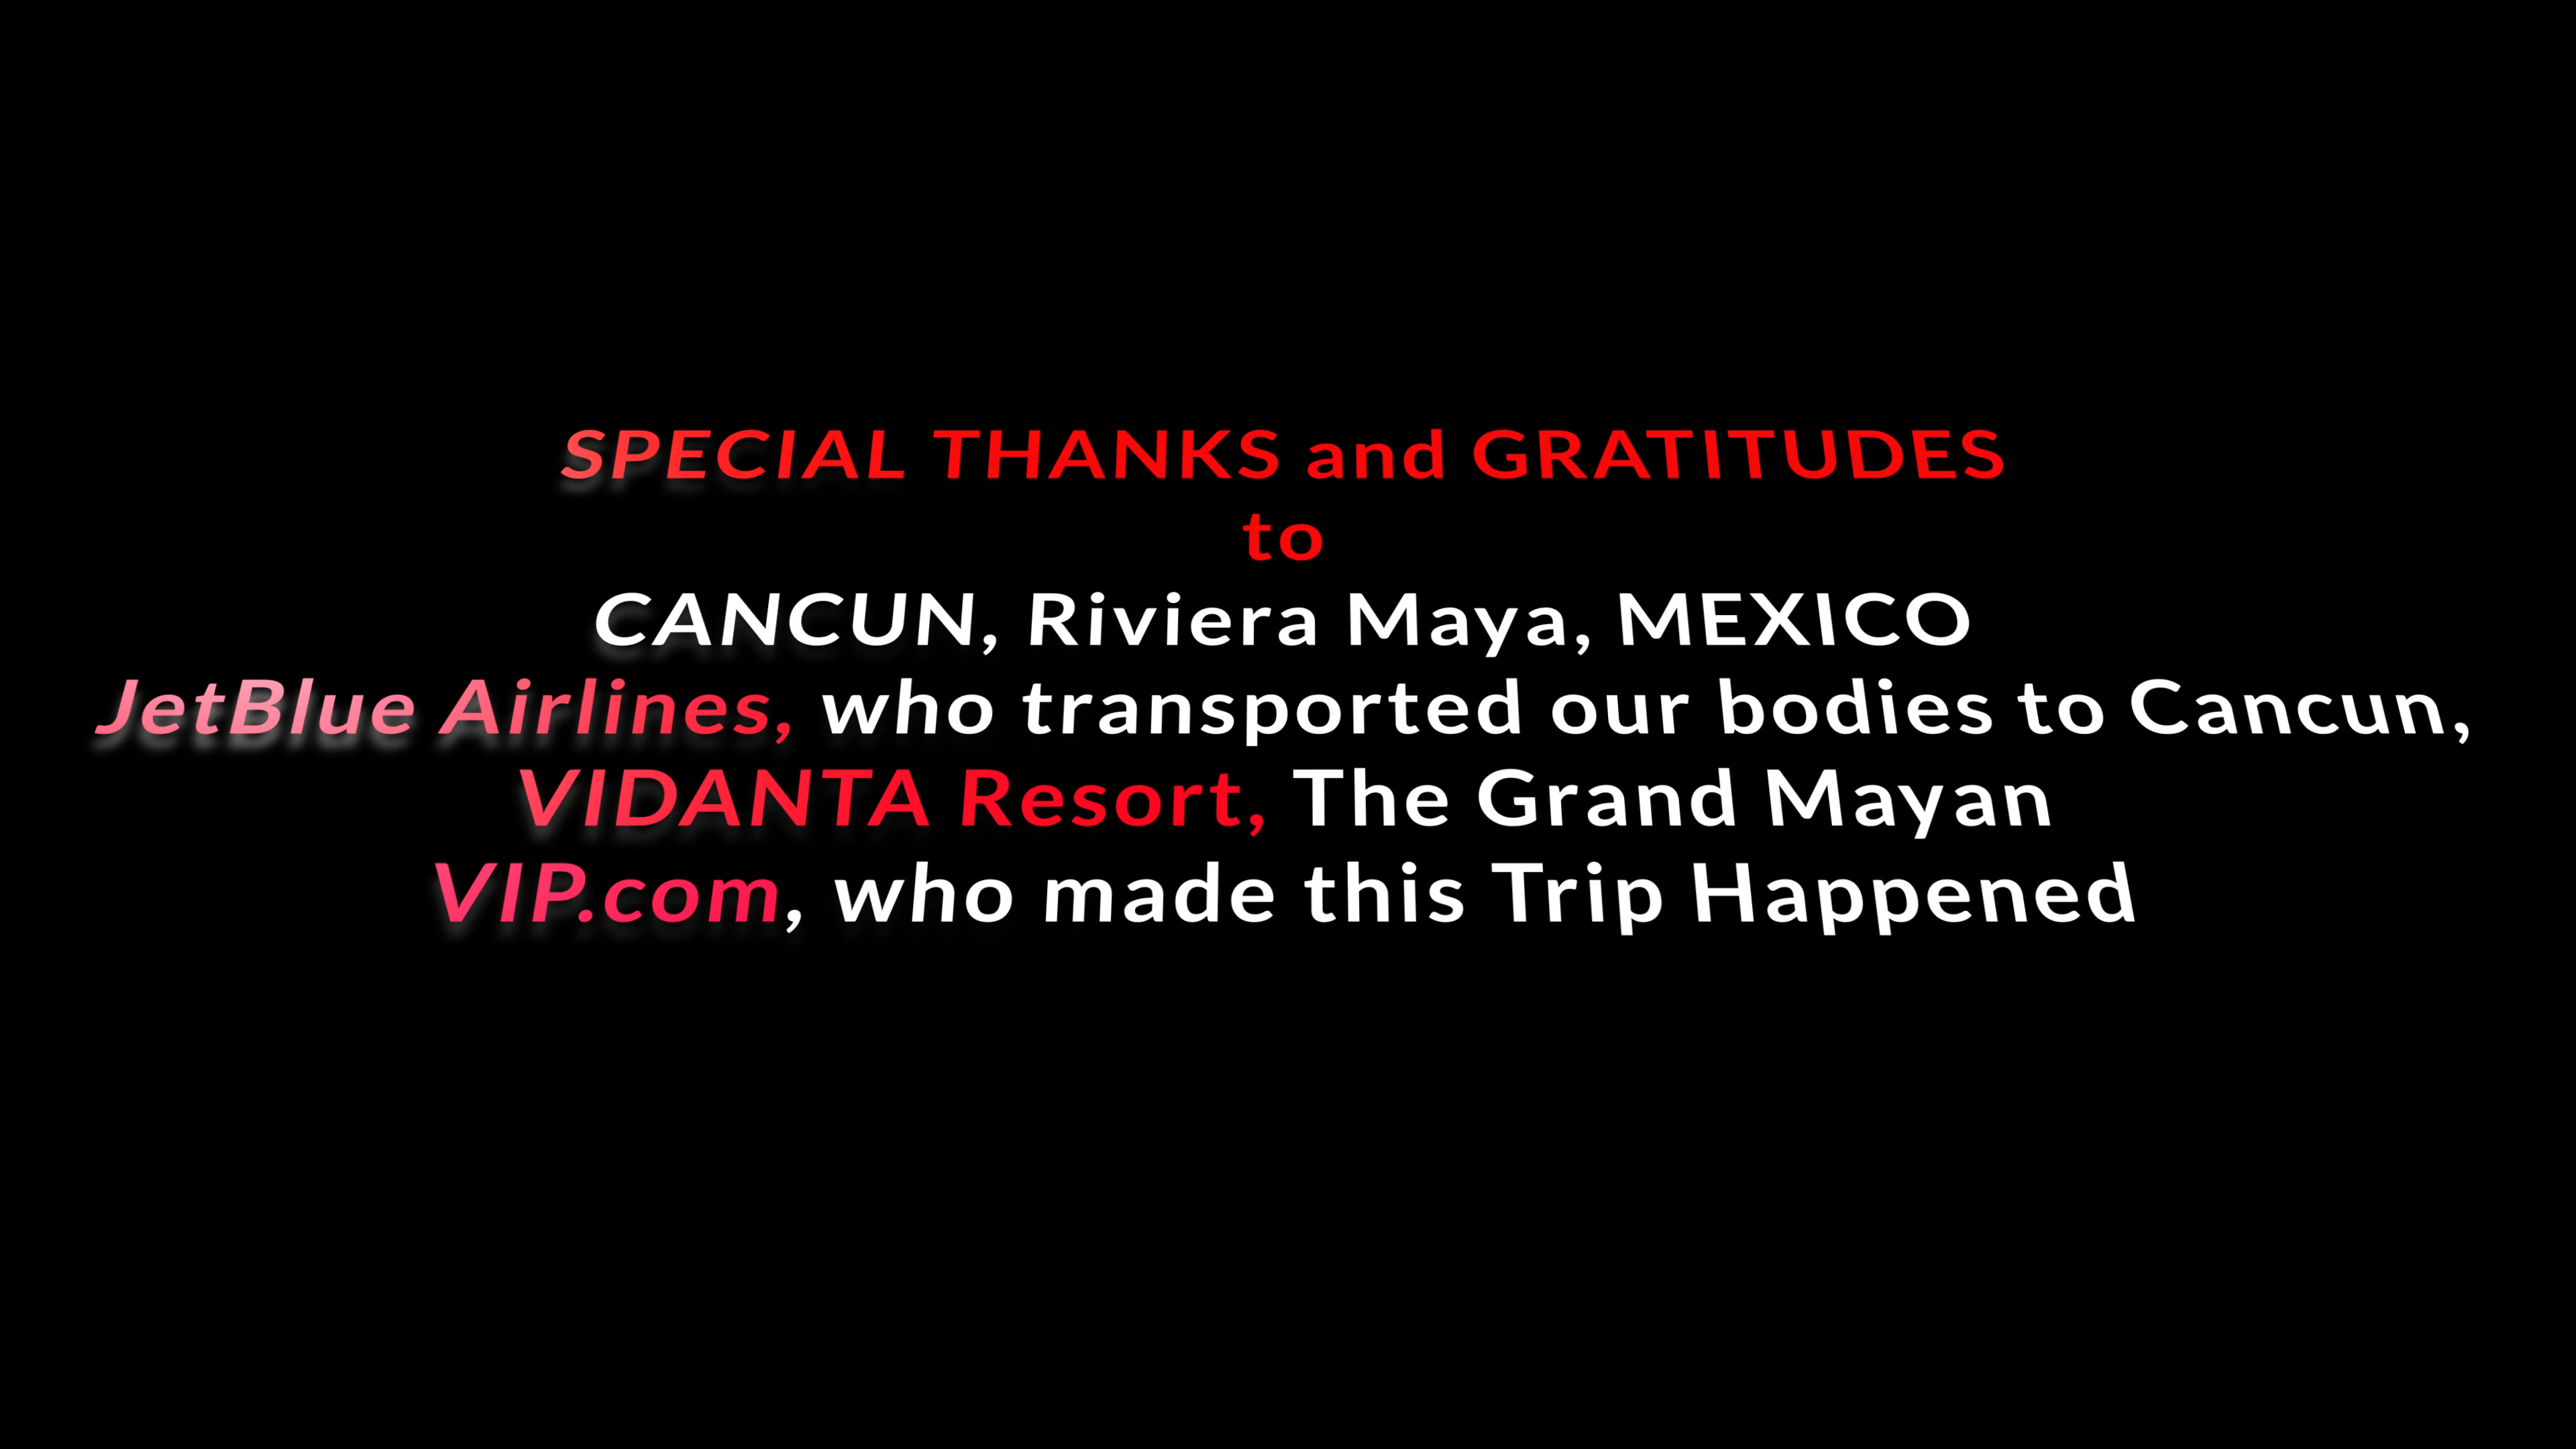 SPECIAL THANKS and GRATITUDES
to
CANCUN, Riviera Maya, MEXICO
JetBlue Airlines, who transported our bodies to Cancun,
VIDANTA Resort, The Grand Mayan
VIP.com, who made this Trip Happened